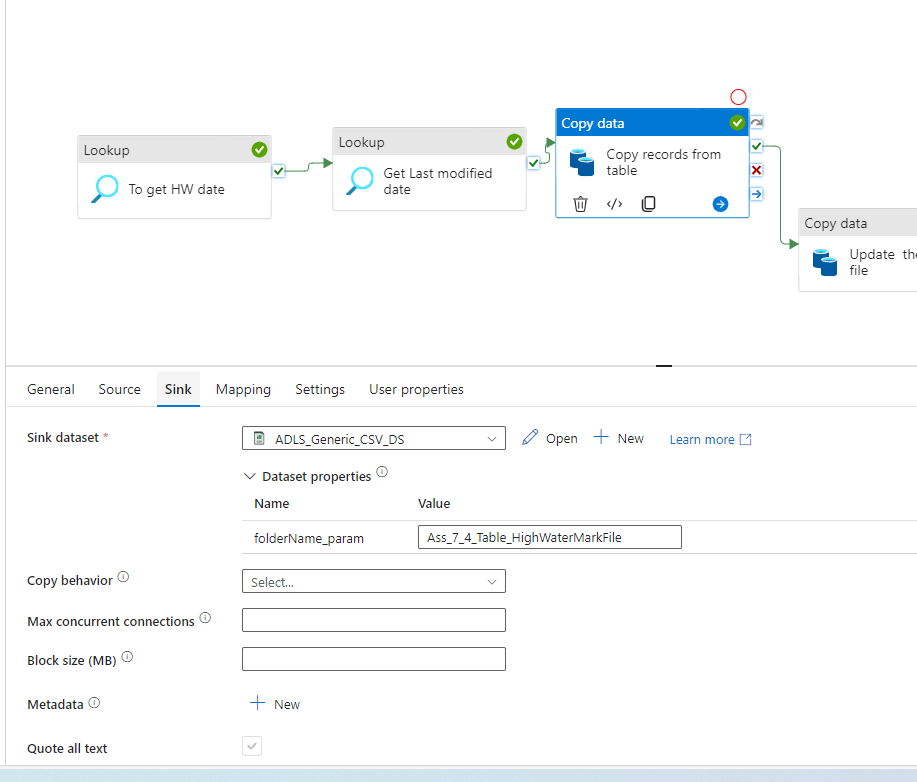 Lookup
To get HW date
Lookup
Get Last modified
date
Copy data
Copy records from
table
Copy data
Update the
file
General
Source
Sink
Mapping
Settings
User properties
Sink dataset *
ADLS_Generic_CSV_DS
Open
New
Learn more
Dataset properties
Name
Value
folderName_param
Ass_7_4_Table_HighWaterMarkFile
Copy behavior
Select...
Max concurrent connections
Block size (MB)
Metadata
New
Quote all text